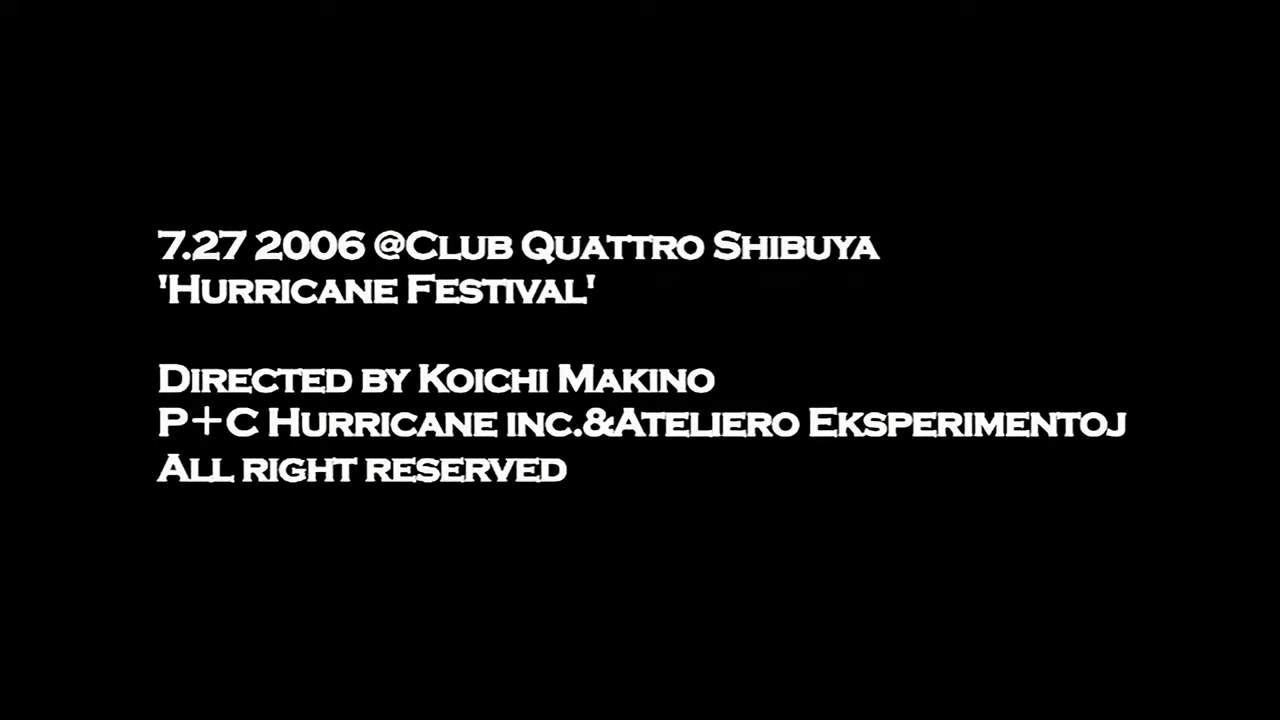 7.27 2006 @Club Quattro Shibuya
'Hurricane Festival'
Directed by Koichi Makino
P+C Hurricane inc.&Ateliero Eksperimentoj
All right reserved